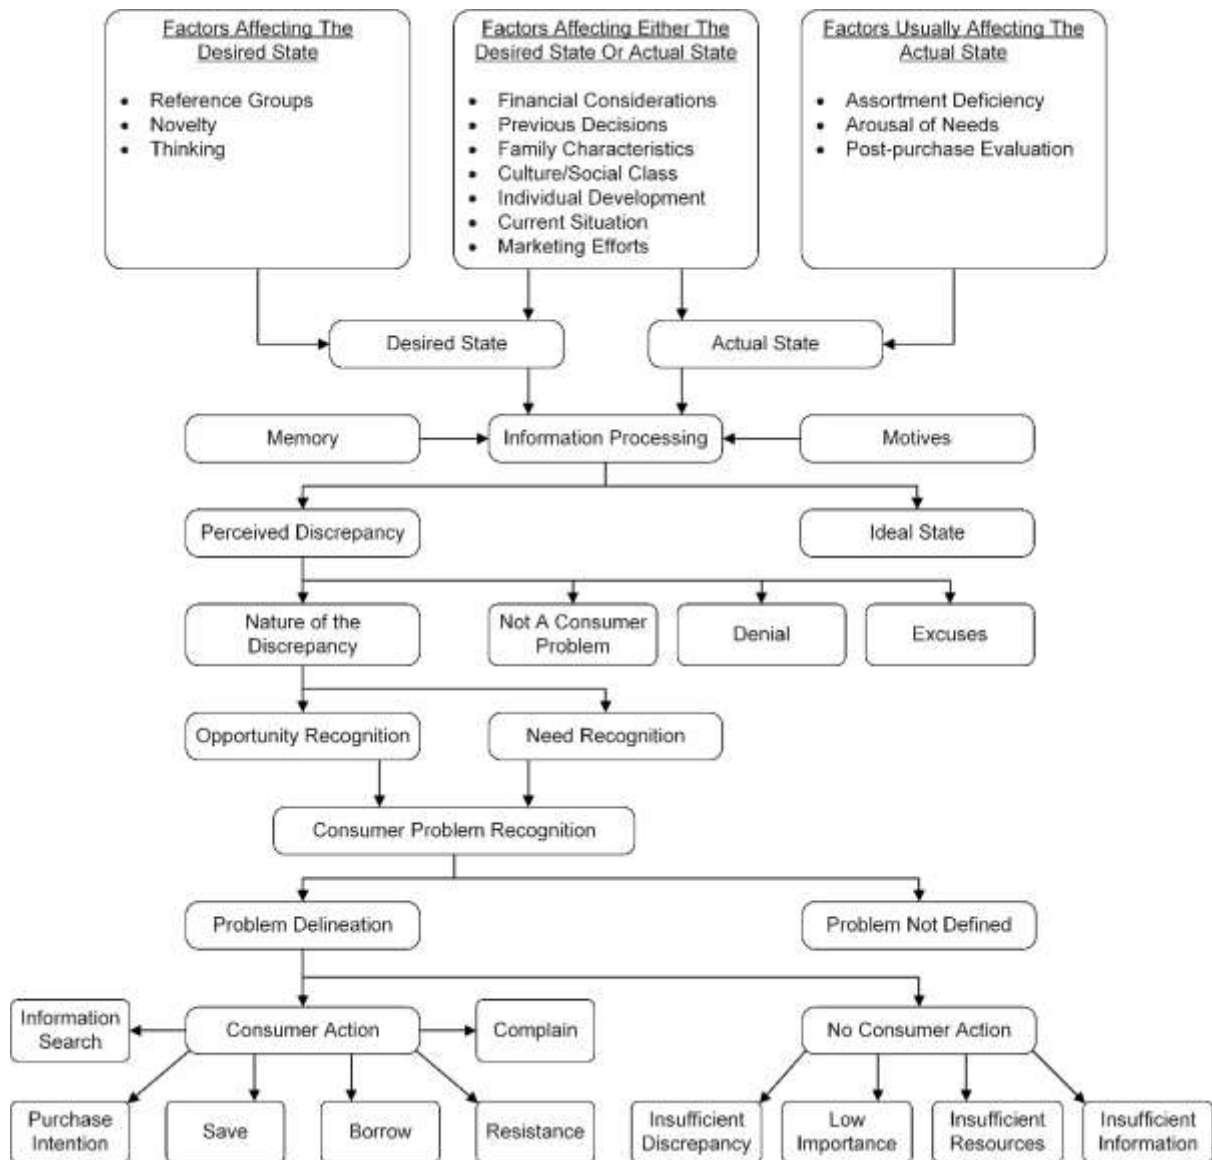 Factors Affecting The
Desired State
• Reference Groups
• Novelty
• Thinking
Factors Affecting Either The
Desired State Or Actual State
• Financial Considerations
• Previous Decisions
• Family Characteristics
• Culture/Social Class
• Individual Development
• Current Situation
• Marketing Efforts
Factors Usually Affecting The
Actual State
• Assortment Deficiency
• Arousal of Needs
• Post-purchase Evaluation
Desired State
Actual State
Memory
Information Processing
Motives
Perceived Discrepancy
Ideal State
Nature of the
Discrepancy
Not A Consumer
Problem
Denial
Excuses
Opportunity Recognition
Need Recognition
Consumer Problem Recognition
Problem Delineation
Problem Not Defined
Information
Search
Consumer Action
Complain
No Consumer Action
Purchase
Intention
Save
Borrow
Resistance
Insufficient
Discrepancy
Low
Importance
Insufficient
Resources
Insufficient
Information